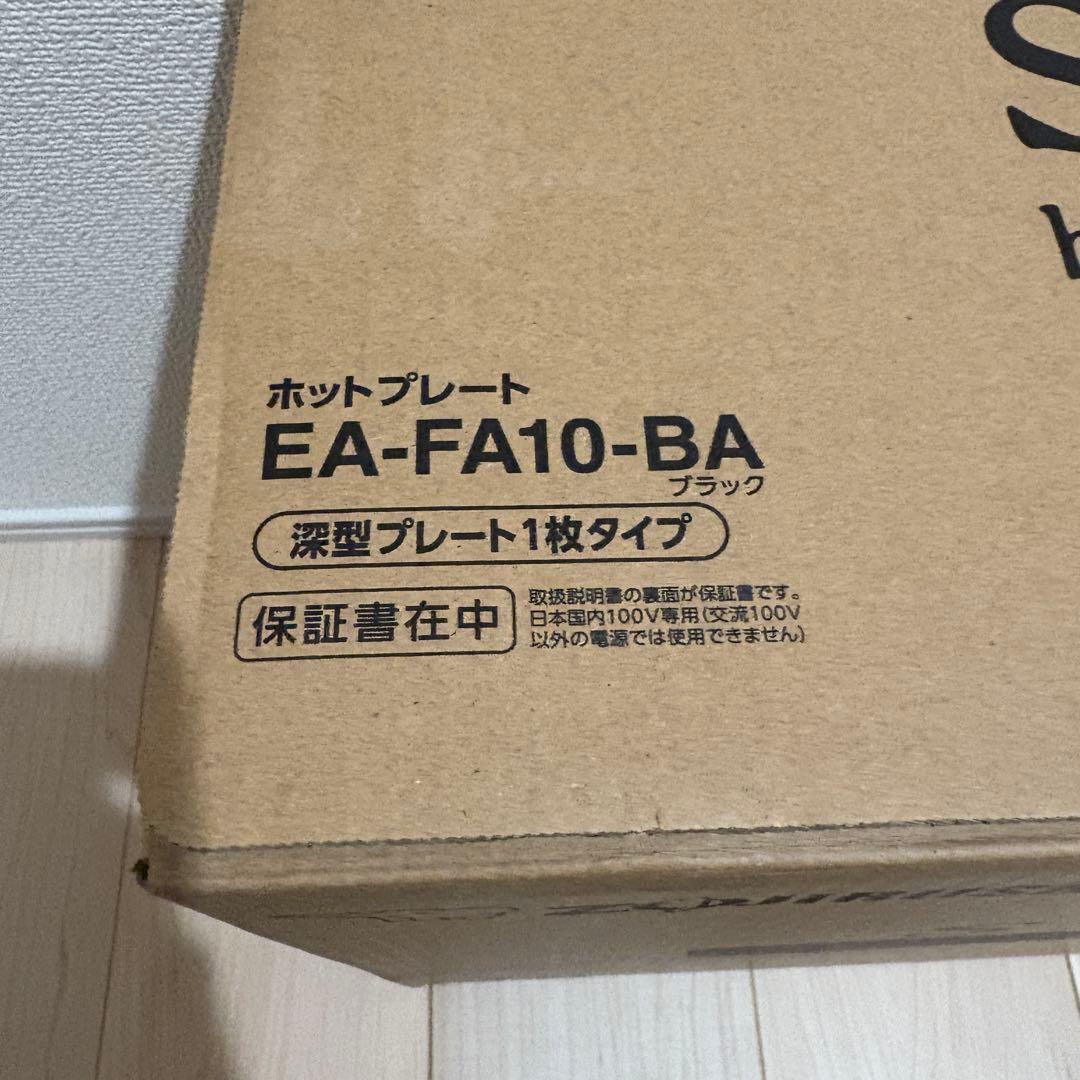 ホットプレート
EA-FA10-BA
ブラック
深型プレート1枚タイプ
保証書在中
取扱説明書の裏面が保証書です。
日本国内100V専用(交流100V
以外の電源では使用できません)